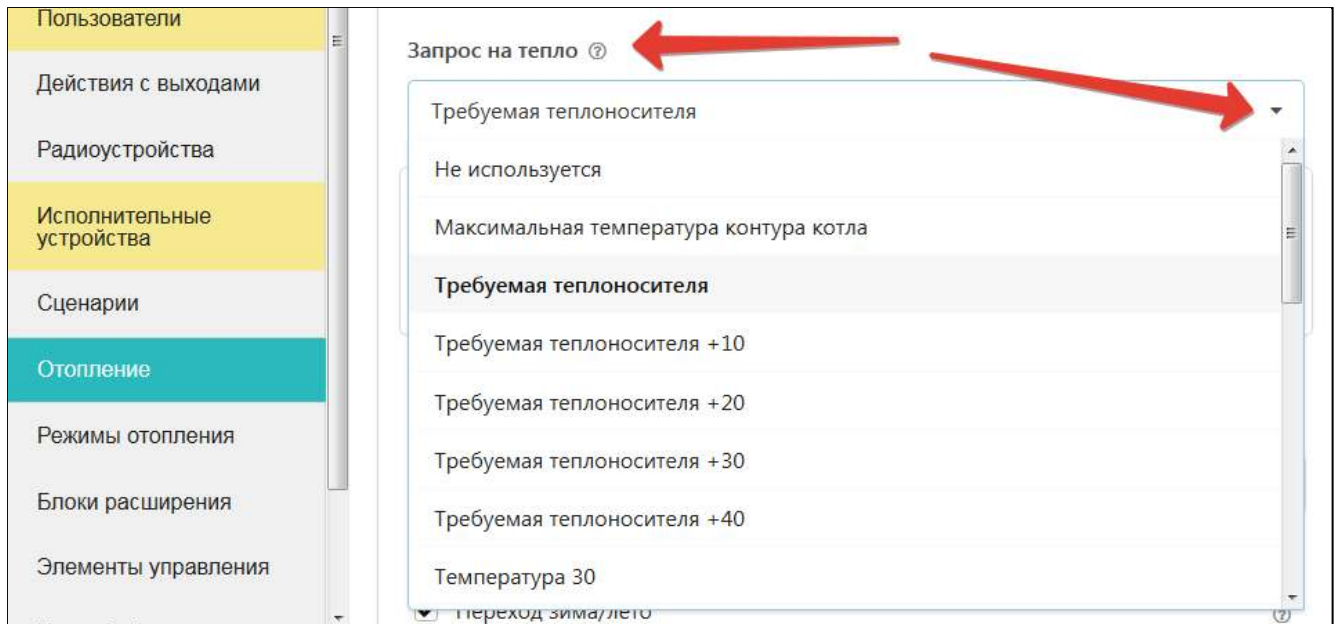 Пользователи
Действия с выходами
Радиоустройства
Исполнительные
устройства
Сценарии
Отопление
Режимы отопления
Блоки расширения
Элементы управления
Запрос на тепло ?
Требуемая теплоносителя
Не используется
Максимальная температура контура котла
Требуемая теплоносителя
Требуемая теплоносителя +10
Требуемая теплоносителя +20
Требуемая теплоносителя +30
Требуемая теплоносителя +40
Температура 30
Переход зима/лето ?